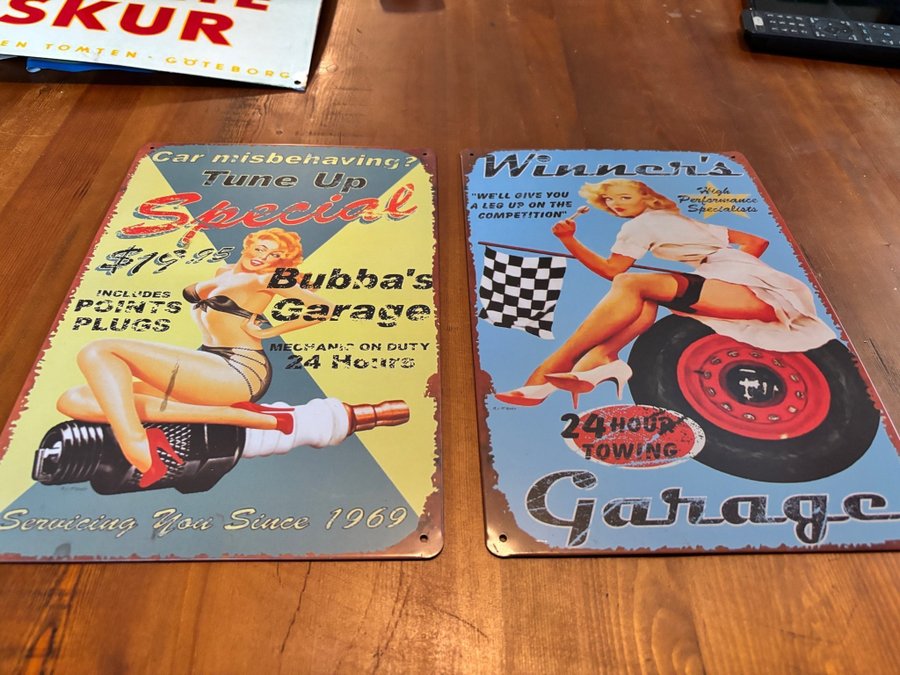 SKUR
EN TOMTEN · GÖTEBORG
Car misbehaving?
Tune Up
Special
$19.95
INCLUDES
POINTS
PLUGS
Bubba's
Garage
MECHANIC ON DUTY
24 Hours
Servicing You Since 1969
Winner's
"WE'LL GIVE YOU
A LEG UP ON THE
COMPETITION"
High
Performance
Specialists
24 HOUR
TOWING
Garage